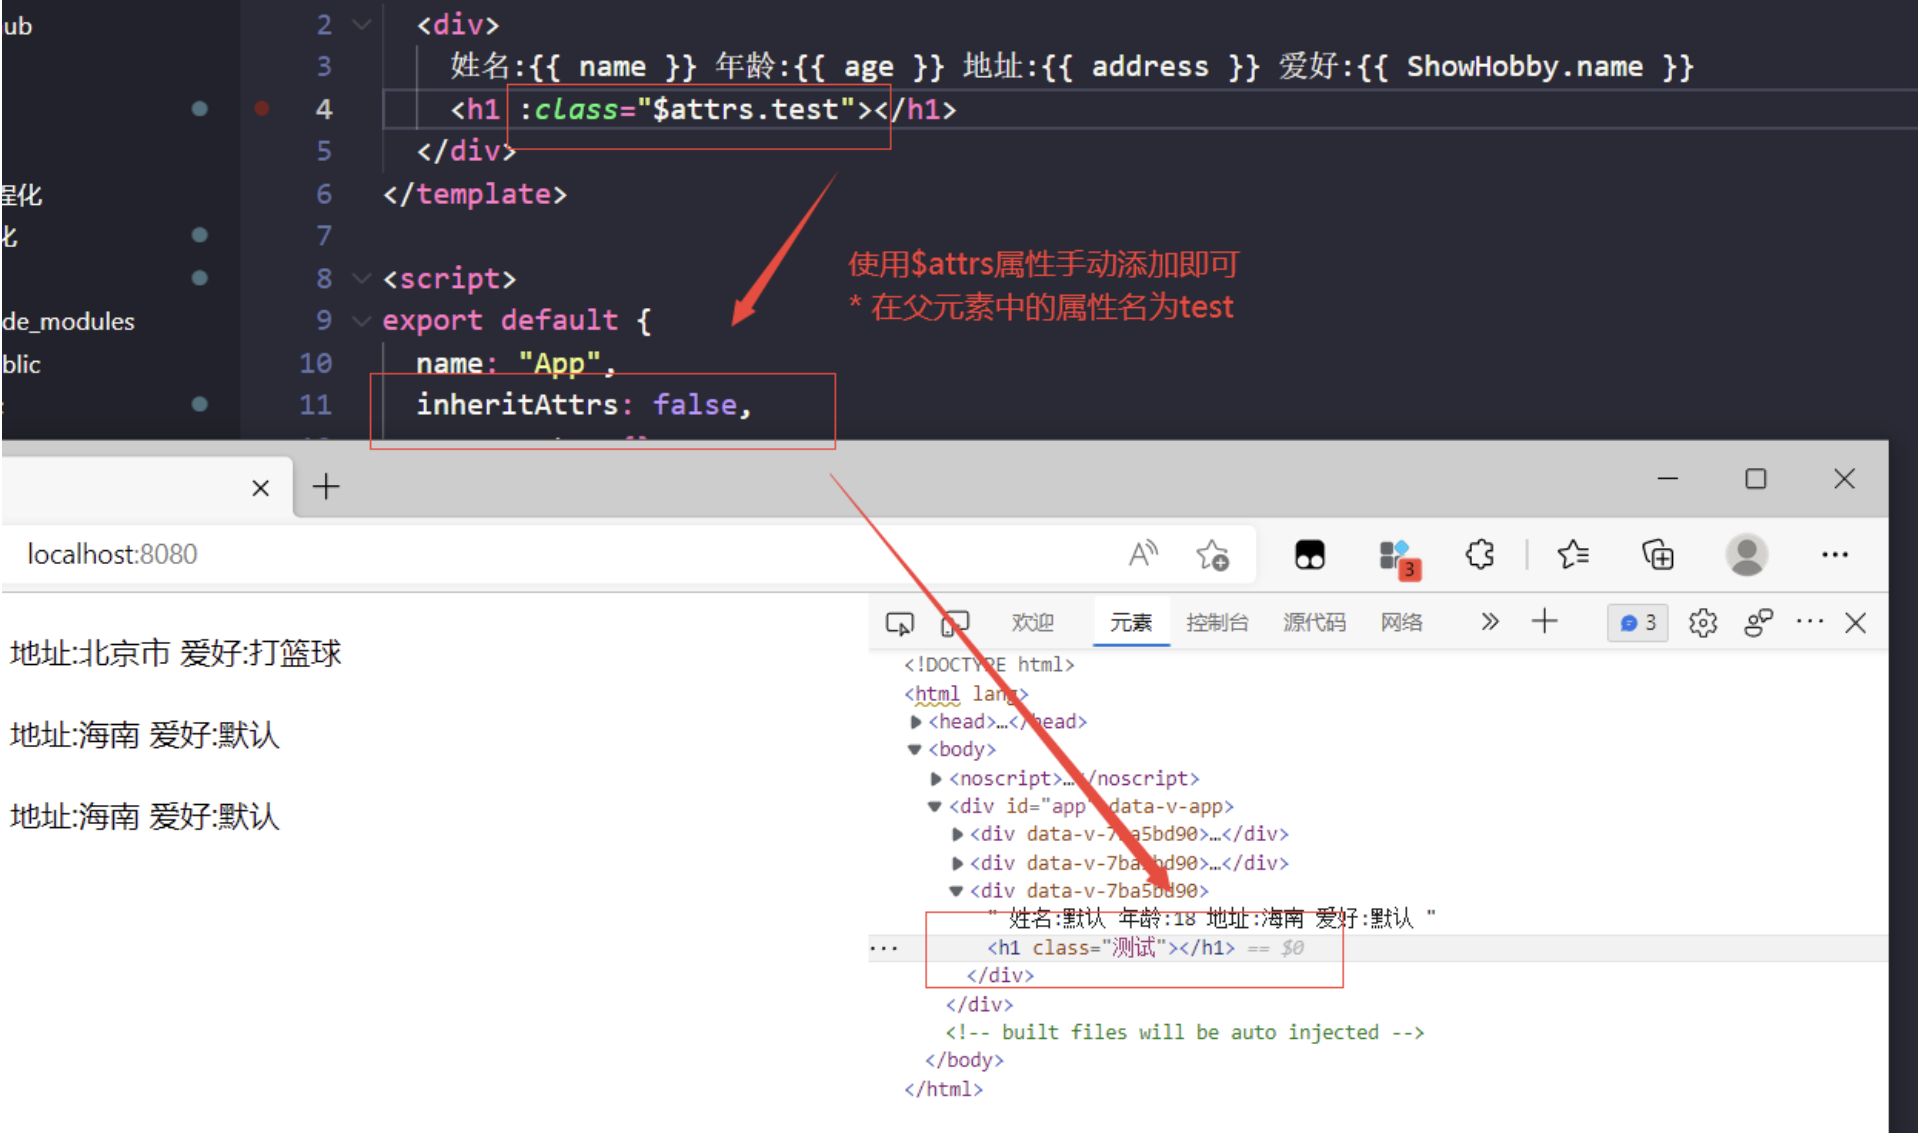 ub
2 <div>
3 姓名:{{ name }} 年龄:{{ age }} 地址:{{ address }} 爱好:{{ ShowHobby.name }}
4 <h1 :class="$attrs.test"></h1>
5 </div>
程化
6 </template>
化
7
8 <script>
使用$attrs属性手动添加即可
* 在父元素中的属性名为test
de_modules
9 export default {
blic
10 name: "App",
11 inheritAttrs: false,
localhost:8080
3
欢迎 元素 控制台 源代码 网络 3
地址:北京市 爱好:打篮球
地址:海南 爱好:默认
地址:海南 爱好:默认
<!DOCTYPE html>
<html lang>
<head>…</head>
<body>
<noscript>…</noscript>
<div id="app" data-v-app>
<div data-v-7ba5bd90>…</div>
<div data-v-7ba5bd90>…</div>
<div data-v-7ba5bd90>
" 姓名:默认 年龄:18 地址:海南 爱好:默认 "
<h1 class="测试"></h1> == $0
</div>
</div>
<!-- built files will be auto injected -->
</body>
</html>